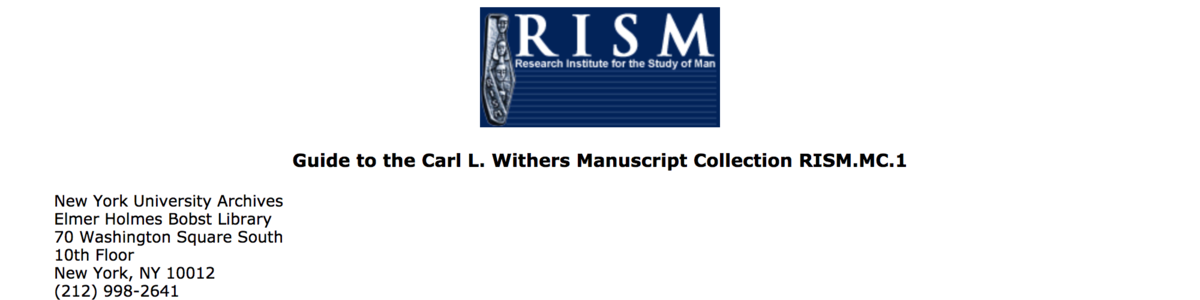 RISM
Research Institute for the Study of Man
Guide to the Carl L. Withers Manuscript Collection RISM.MC.1
New York University Archives
Elmer Holmes Bobst Library
70 Washington Square South
10th Floor
New York, NY 10012
(212) 998-2641